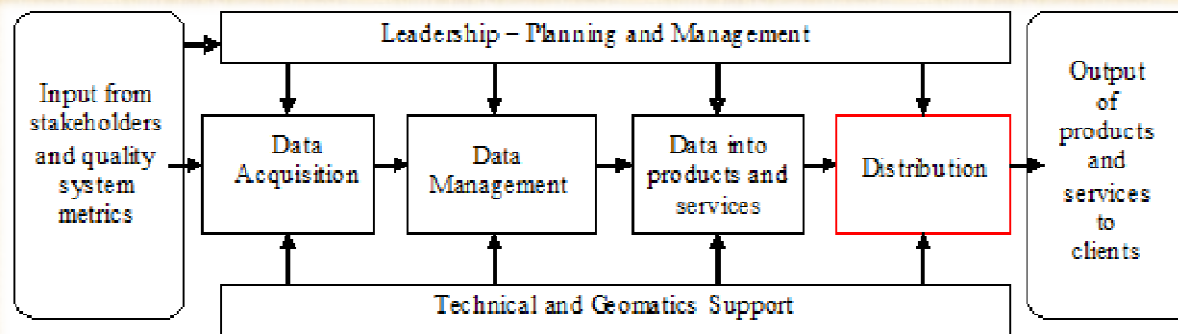 Leadership – Planning and Management
Input from
stakeholders
and quality
system
metrics
Data
Acquisition
Data
Management
Data into
products and
services
Distribution
Output
of
products
and
services
to
clients
Technical and Geomatics Support